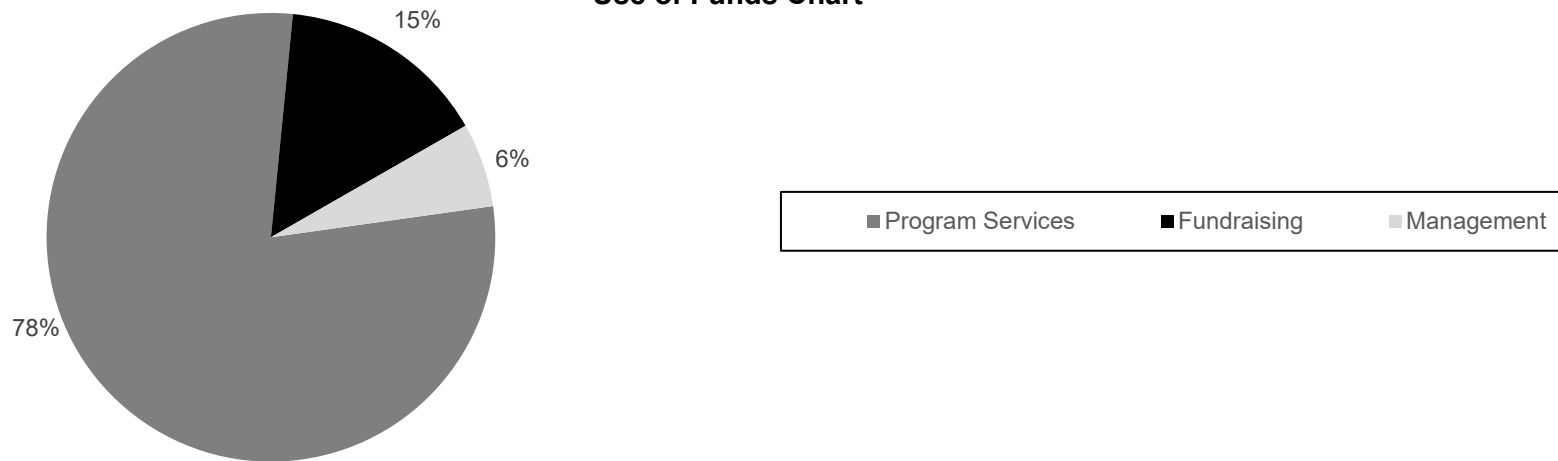 Use of Funds Chart
15%
6%
78%
Program Services Fundraising Management